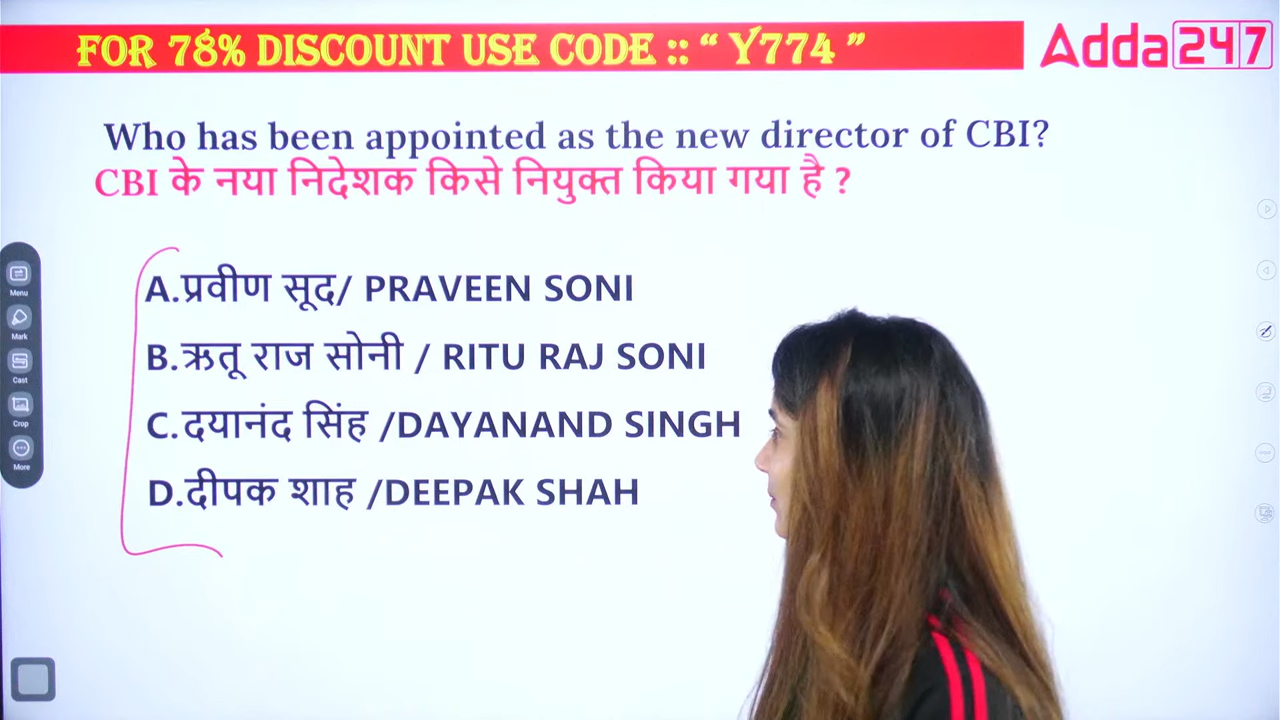 FOR 78% DISCOUNT USE CODE :: “ Y774 ”
Adda247
Who has been appointed as the new director of CBI?
CBI के नया निदेशक किसे नियुक्त किया गया है ?
A.प्रवीण सूद/ PRAVEEN SONI
B.ऋतू राज सोनी / RITU RAJ SONI
C.दयानंद सिंह /DAYANAND SINGH
D.दीपक शाह /DEEPAK SHAH
Menu
Mark
Cast
Crop
More